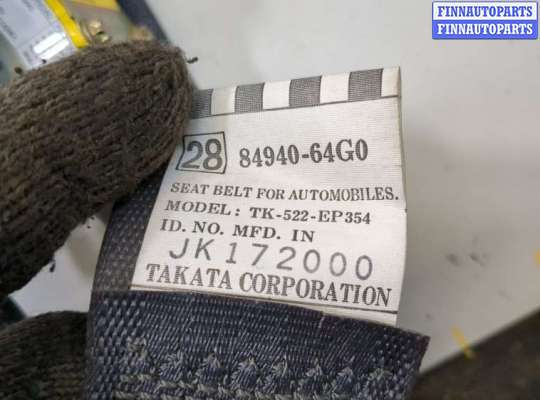 FINNAUTOPARTS
FINNAUTOPARTS
28 84940-64G0
SEAT BELT FOR AUTOMOBILES.
MODEL: TK-522-EP354
ID. NO. MFD. IN
JK172000
TAKATA CORPORATION